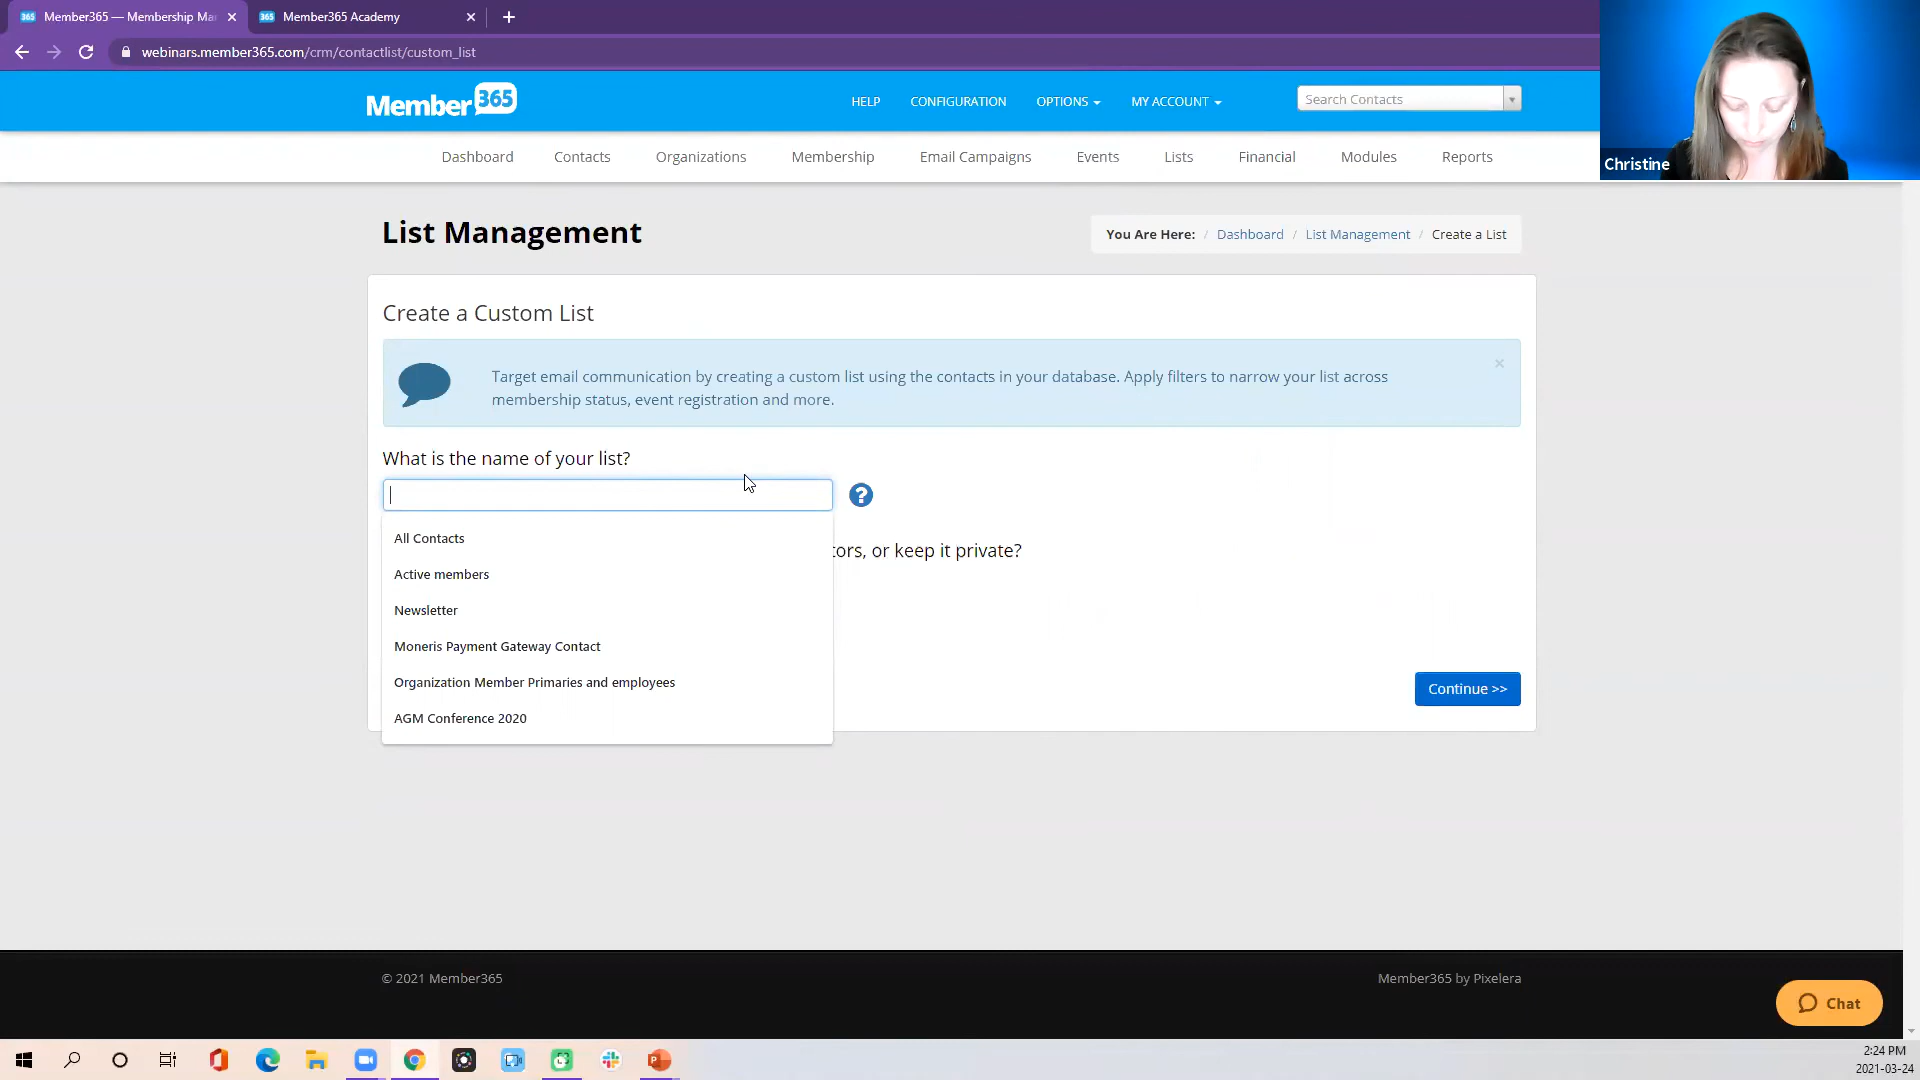 Member365 — Membership Ma
Member365 Academy
webinars.member365.com/crm/contactlist/custom_list
Member365
HELP
CONFIGURATION
OPTIONS
MY ACCOUNT
Search Contacts
Christine
Dashboard
Contacts
Organizations
Membership
Email Campaigns
Events
Lists
Financial
Modules
Reports
List Management
You Are Here: / Dashboard / List Management / Create a List
Create a Custom List
Target email communication by creating a custom list using the contacts in your database. Apply filters to narrow your list across
membership status, event registration and more.
What is the name of your list?
All Contacts
Active members
Newsletter
Moneris Payment Gateway Contact
Organization Member Primaries and employees
AGM Conference 2020
tors, or keep it private?
Continue >>
© 2021 Member365
Member365 by Pixelera
Chat
2:24 PM
2021-03-24